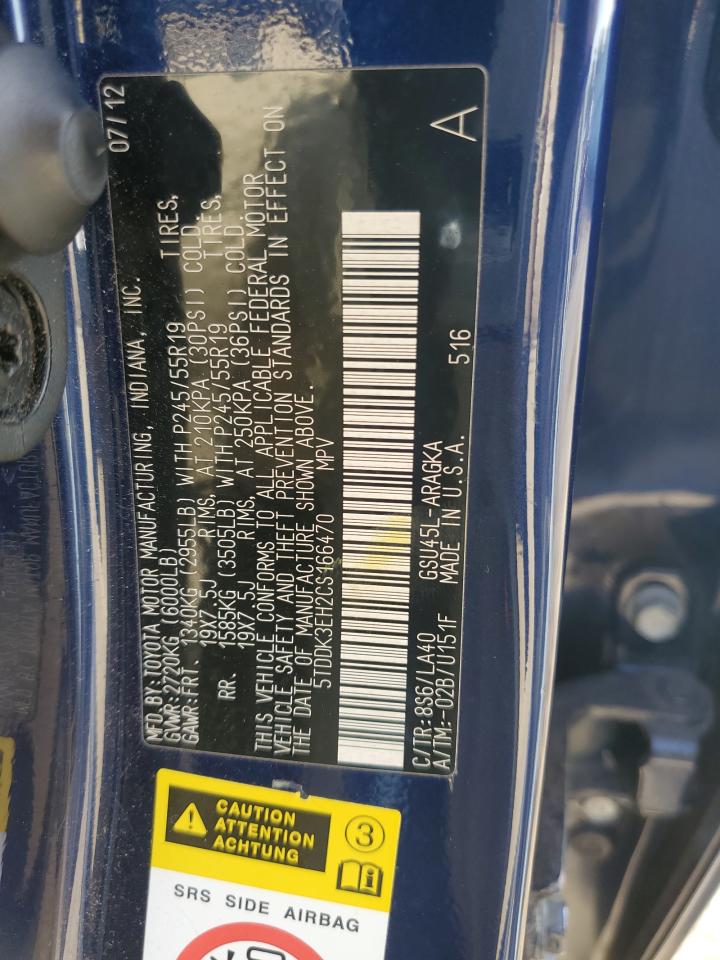 MFD.BY:TOYOTA MOTOR MANUFACTURING, INDIANA, INC. 07/12
GVWR:2720KG (6000LB)
GAWR:FRT. 1340KG (2955LB) WITH P245/55R19 TIRES,
19X7.5J RIMS, AT 210KPA (30PSI) COLD.
RR. 1585KG (3505LB) WITH P245/55R19 TIRES,
19X7.5J RIMS, AT 250KPA (36PSI) COLD.
THIS VEHICLE CONFORMS TO ALL APPLICABLE FEDERAL MOTOR
VEHICLE SAFETY AND THEFT PREVENTION STANDARDS IN EFFECT ON
THE DATE OF MANUFACTURE SHOWN ABOVE.
5TDDK3EH2CS166470 MPV
C/TR:8S6/LA40 GSU45L-ARAGKA
A/TM:-02B/U151F MADE IN U.S.A. 516 A
CAUTION
ATTENTION
ACHTUNG
3
SRS SIDE AIRBAG